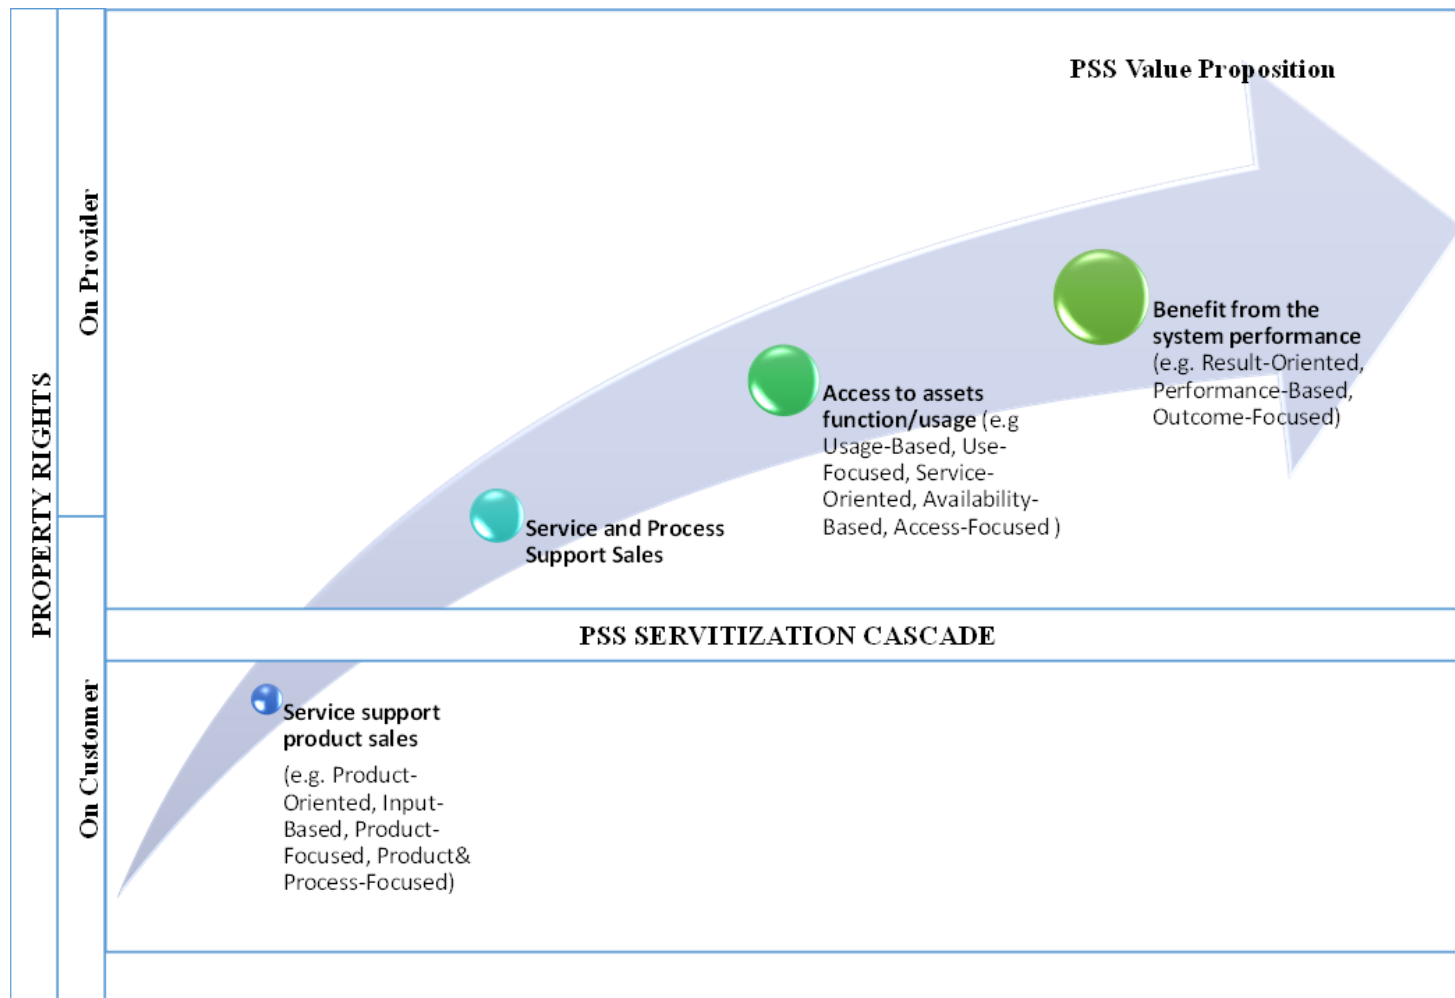 PSS Value Proposition
PROPERTY RIGHTS
On Provider
On Customer
Benefit from the
system performance
(e.g. Result-Oriented,
Performance-Based,
Outcome-Focused)
Access to assets
function/usage (e.g
Usage-Based, Use-
Focused, Service-
Oriented, Availability-
Based, Access-Focused )
Service and Process
Support Sales
PSS SERVITIZATION CASCADE
Service support
product sales
(e.g. Product-
Oriented, Input-
Based, Product-
Focused, Product&
Process-Focused)